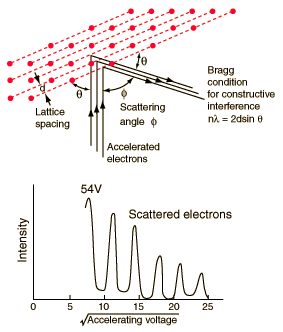 d
θ
θ
ϕ
Bragg
condition
for constructive
interference
nλ = 2dsin θ
Lattice
spacing
Scattering
angle ϕ
Accelerated
electrons
54V
Scattered electrons
Intensity
0 5 10 15 20 25
√Accelerating voltage